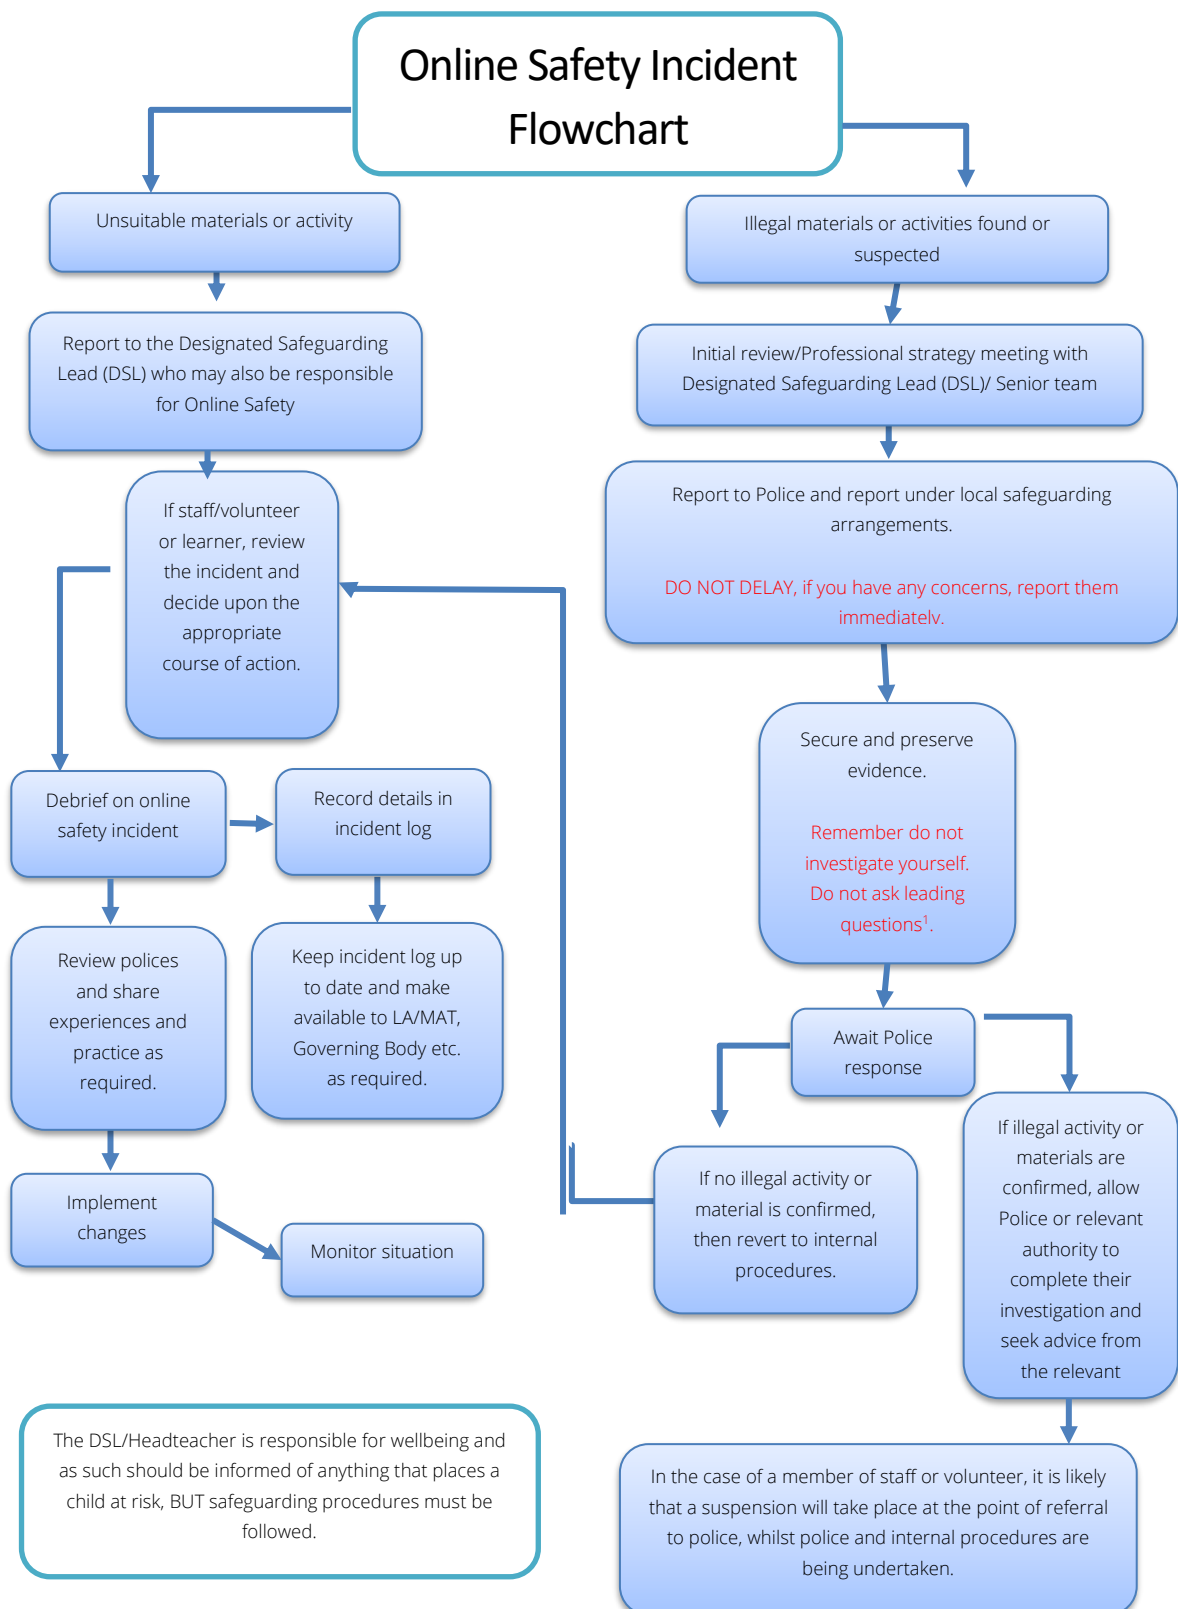 Online Safety Incident
Flowchart
Unsuitable materials or activity
Report to the Designated Safeguarding
Lead (DSL) who may also be responsible
for Online Safety
If staff/volunteer
or learner, review
the incident and
decide upon the
appropriate
course of action.
Debrief on online
safety incident
Record details in
incident log
Review polices
and share
experiences and
practice as
required.
Keep incident log up
to date and make
available to LA/MAT,
Governing Body etc.
as required.
Implement
changes
Monitor situation
The DSL/Headteacher is responsible for wellbeing and
as such should be informed of anything that places a
child at risk, BUT safeguarding procedures must be
followed.
Illegal materials or activities found or
suspected
Initial review/Professional strategy meeting with
Designated Safeguarding Lead (DSL)/ Senior team
Report to Police and report under local safeguarding
arrangements.
DO NOT DELAY, if you have any concerns, report them
immediately.
Secure and preserve
evidence.
Remember do not
investigate yourself.
Do not ask leading
questions¹.
Await Police
response
If no illegal activity or
material is confirmed,
then revert to internal
procedures.
If illegal activity or
materials are
confirmed, allow
Police or relevant
authority to
complete their
investigation and
seek advice from
the relevant
In the case of a member of staff or volunteer, it is likely
that a suspension will take place at the point of referral
to police, whilst police and internal procedures are
being undertaken.